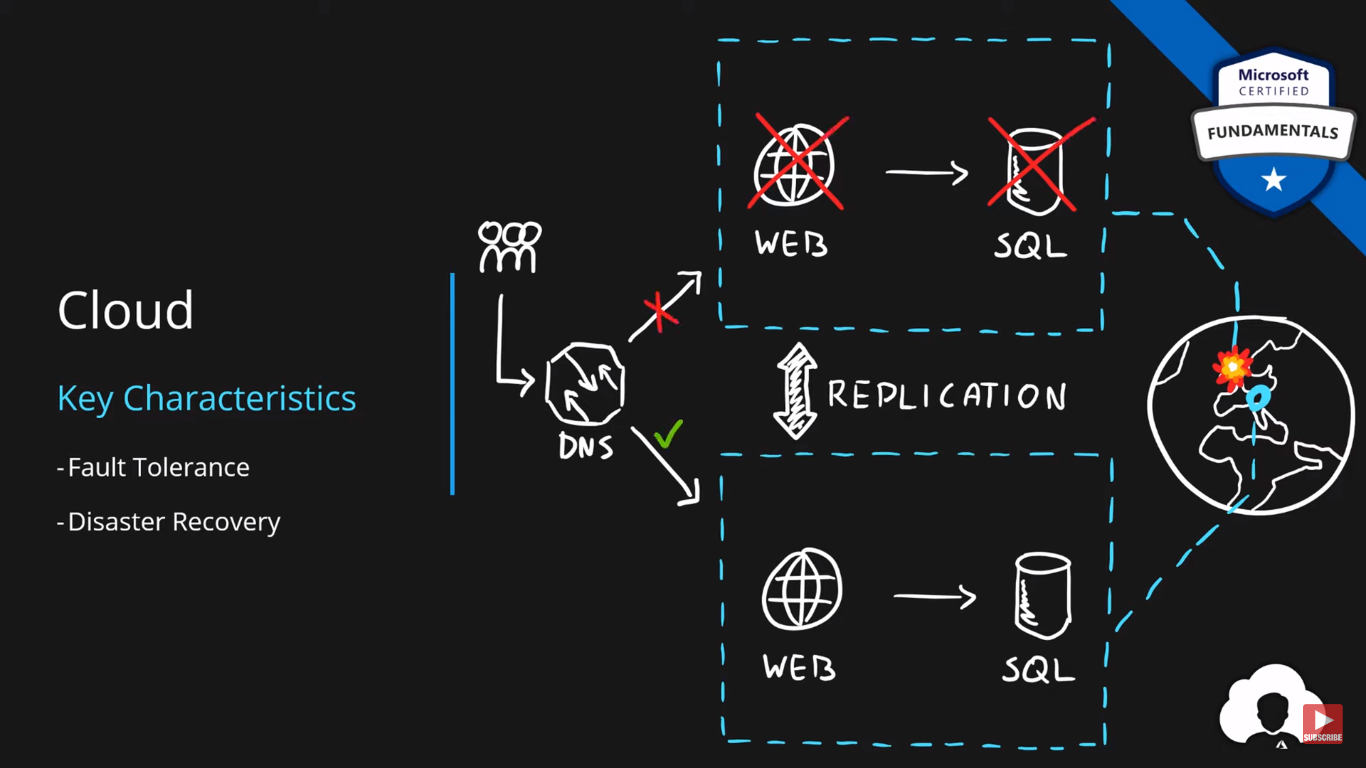 Microsoft
CERTIFIED
FUNDAMENTALS
Cloud
Key Characteristics
-Fault Tolerance
-Disaster Recovery
DNS
WEB
SQL
REPLICATION
WEB
SQL
SUBSCRIBE